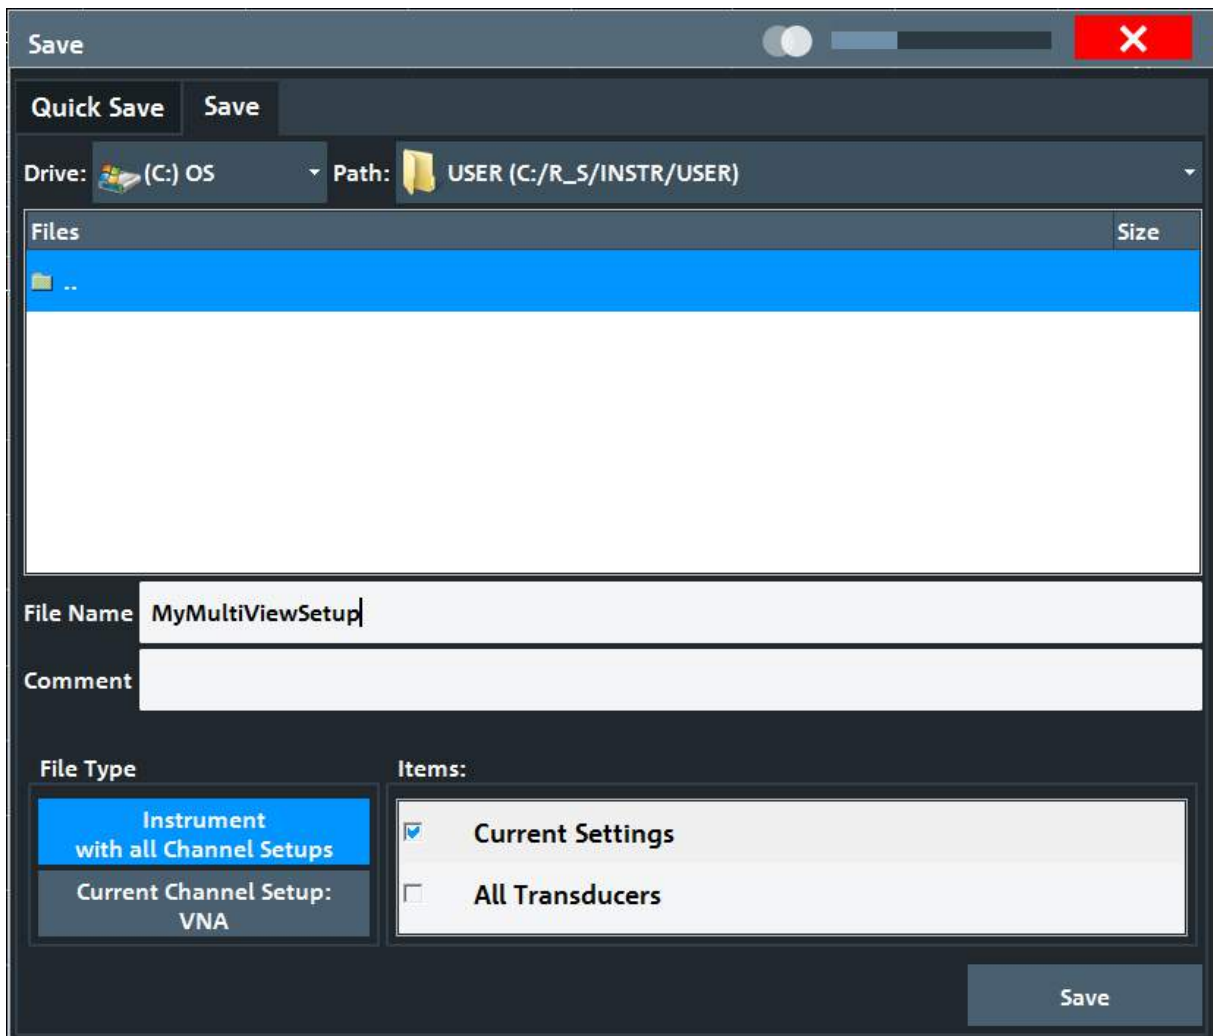 Save
Quick Save Save
Drive: (C:) OS Path: USER (C:/R_S/INSTR/USER)
Files Size
..
File Name MyMultiViewSetup
Comment
File Type Items:
Instrument
with all Channel Setups
Current Settings
Current Channel Setup:
VNA
All Transducers
Save